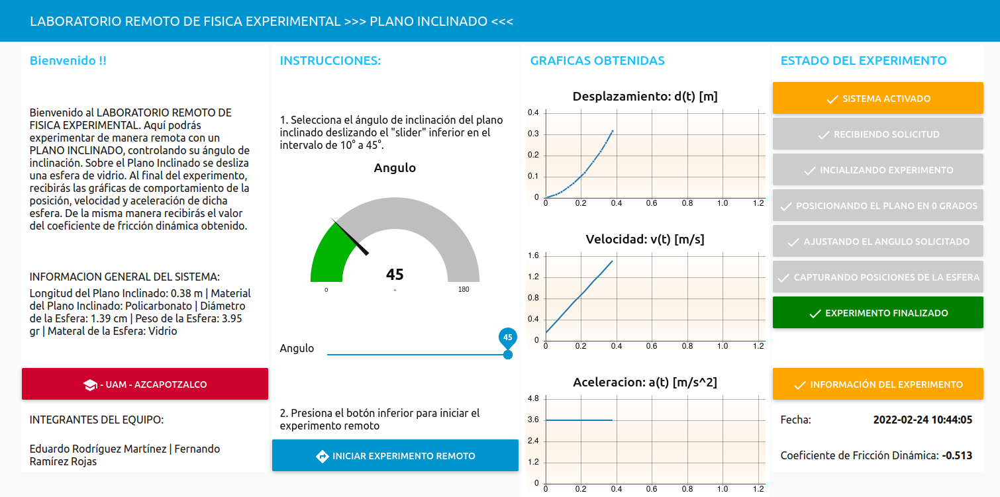 LABORATORIO REMOTO DE FISICA EXPERIMENTAL >>> PLANO INCLINADO <<<
Bienvenido !!
Bienvenido al LABORATORIO REMOTO DE
FISICA EXPERIMENTAL. Aquí podrás
experimentar de manera remota con un
PLANO INCLINADO, controlando su ángulo de
inclinación. Sobre el Plano Inclinado se desliza
una esfera de vidrio. Al final del experimento,
recibirás las gráficas de comportamiento de la
posición, velocidad y aceleración de dicha
esfera. De la misma manera recibirás el valor
del coeficiente de fricción dinámica obtenido.
INFORMACION GENERAL DEL SISTEMA:
Longitud del Plano Inclinado: 0.38 m | Material
del Plano Inclinado: Policarbonato | Diámetro
de la Esfera: 1.39 cm | Peso de la Esfera: 3.95
gr | Materal de la Esfera: Vidrio
- UAM - AZCAPOTZALCO
INTEGRANTES DEL EQUIPO:
Eduardo Rodríguez Martínez | Fernando
Ramírez Rojas
INSTRUCCIONES:
1. Selecciona el ángulo de inclinación del plano
inclinado deslizando el "slider" inferior en el
intervalo de 10° a 45°.
Angulo
45
0 ° 180
45
Angulo
2. Presiona el botón inferior para iniciar el
experimento remoto
INICIAR EXPERIMENTO REMOTO
GRAFICAS OBTENIDAS
Desplazamiento: d(t) [m]
0.4
0.3
0.2
0.1
0
0 0.2 0.4 0.6 0.8 1.0 1.2
Velocidad: v(t) [m/s]
1.6
1.2
0.8
0.4
0
0 0.2 0.4 0.6 0.8 1.0 1.2
Aceleracion: a(t) [m/s^2]
4.8
3.6
2.4
1.2
0
0 0.2 0.4 0.6 0.8 1.0 1.2
ESTADO DEL EXPERIMENTO
SISTEMA ACTIVADO
RECIBIENDO SOLICITUD
INCIALIZANDO EXPERIMENTO
POSICIONANDO EL PLANO EN 0 GRADOS
AJUSTANDO EL ANGULO SOLICITADO
CAPTURANDO POSICIONES DE LA ESFERA
EXPERIMENTO FINALIZADO
INFORMACIÓN DEL EXPERIMENTO
Fecha: 2022-02-24 10:44:05
Coeficiente de Fricción Dinámica: -0.513